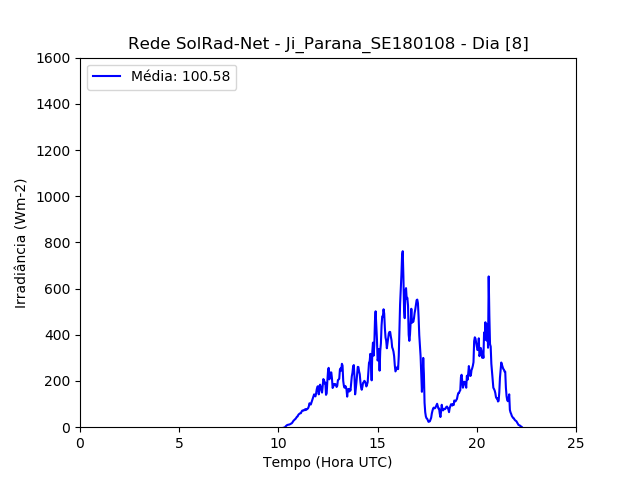 Rede SolRad-Net - Ji_Parana_SE180108 - Dia [8]
Média: 100.58
1600
1400
1200
1000
800
600
400
200
0
Irradiância (Wm-2)
0 5 10 15 20 25
Tempo (Hora UTC)